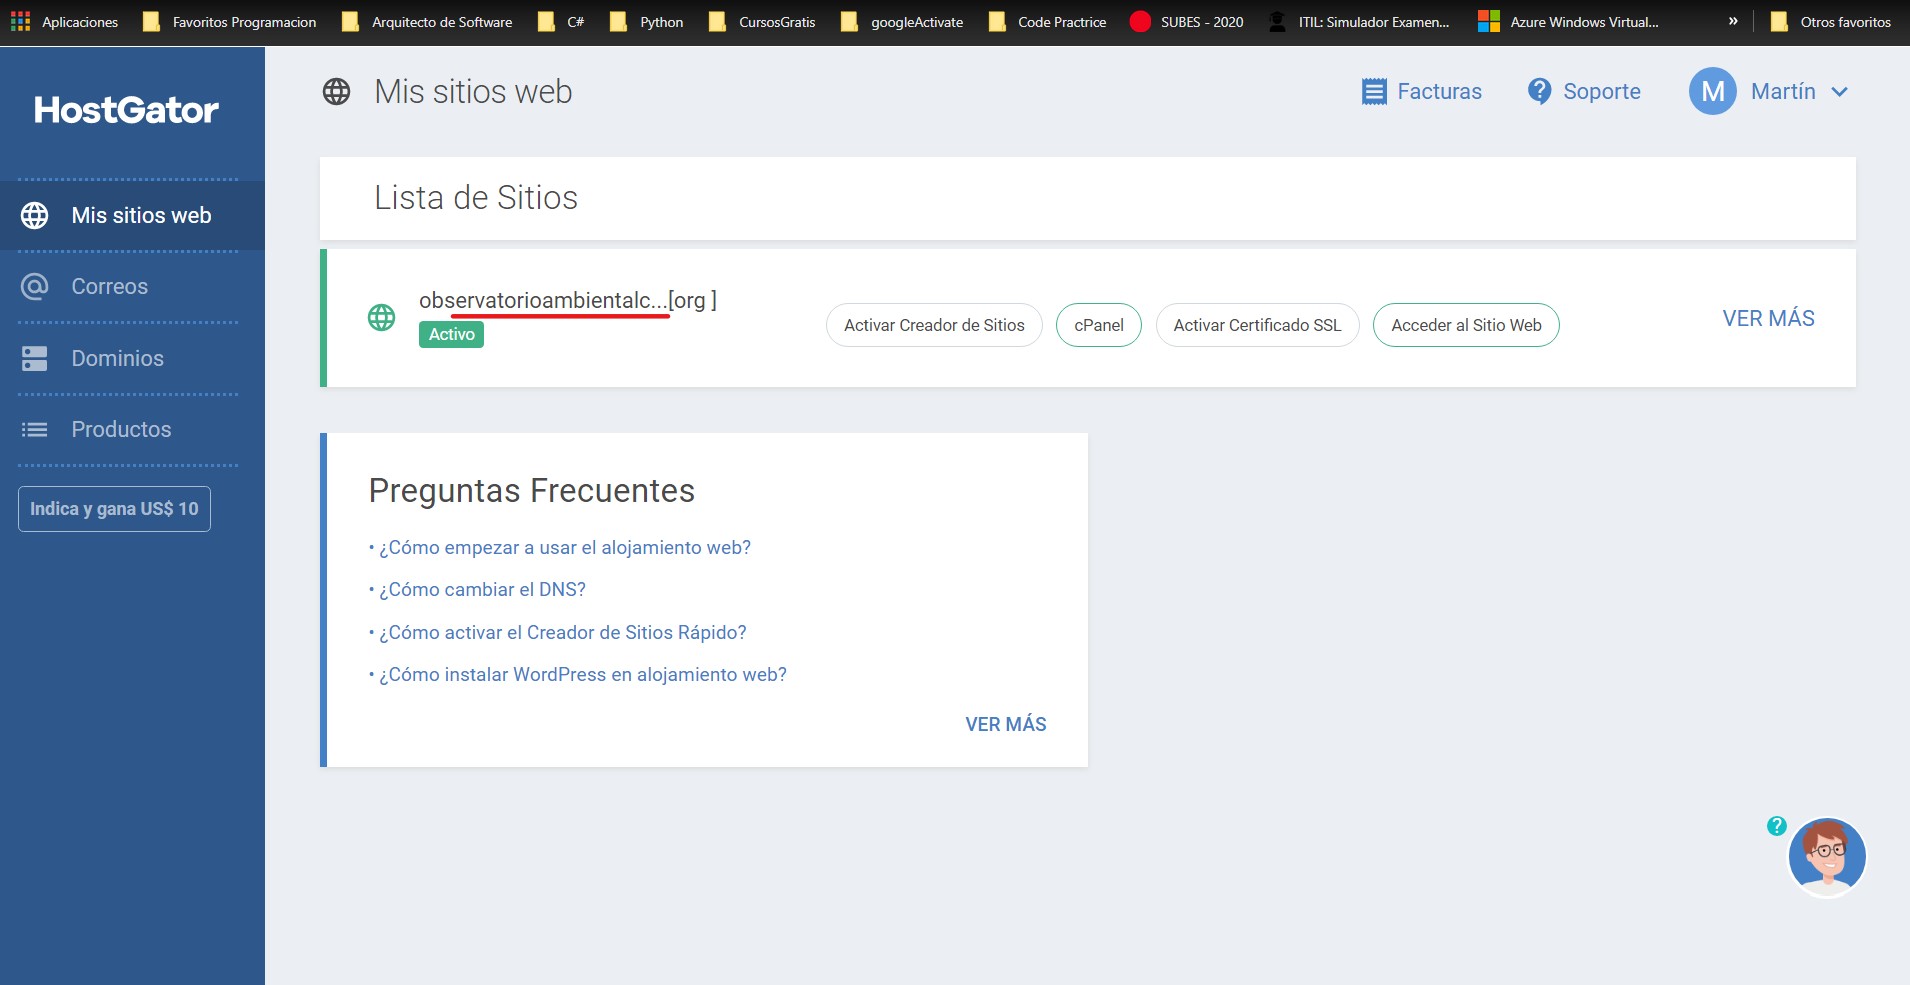 Aplicaciones Favoritos Programacion Arquitecto de Software C# Python CursosGratis googleActivate Code Practrice SUBES - 2020 ITIL: Simulador Examen... Azure Windows Virtual... » Otros favoritos
HostGator
Mis sitios web
Correos
Dominios
Productos
Indica y gana US$ 10
Mis sitios web
Facturas
Soporte
M Martín
Lista de Sitios
observatorioambientalc...[org ]
Activo
Activar Creador de Sitios
cPanel
Activar Certificado SSL
Acceder al Sitio Web
VER MÁS
Preguntas Frecuentes
• ¿Cómo empezar a usar el alojamiento web?
• ¿Cómo cambiar el DNS?
• ¿Cómo activar el Creador de Sitios Rápido?
• ¿Cómo instalar WordPress en alojamiento web?
VER MÁS
?